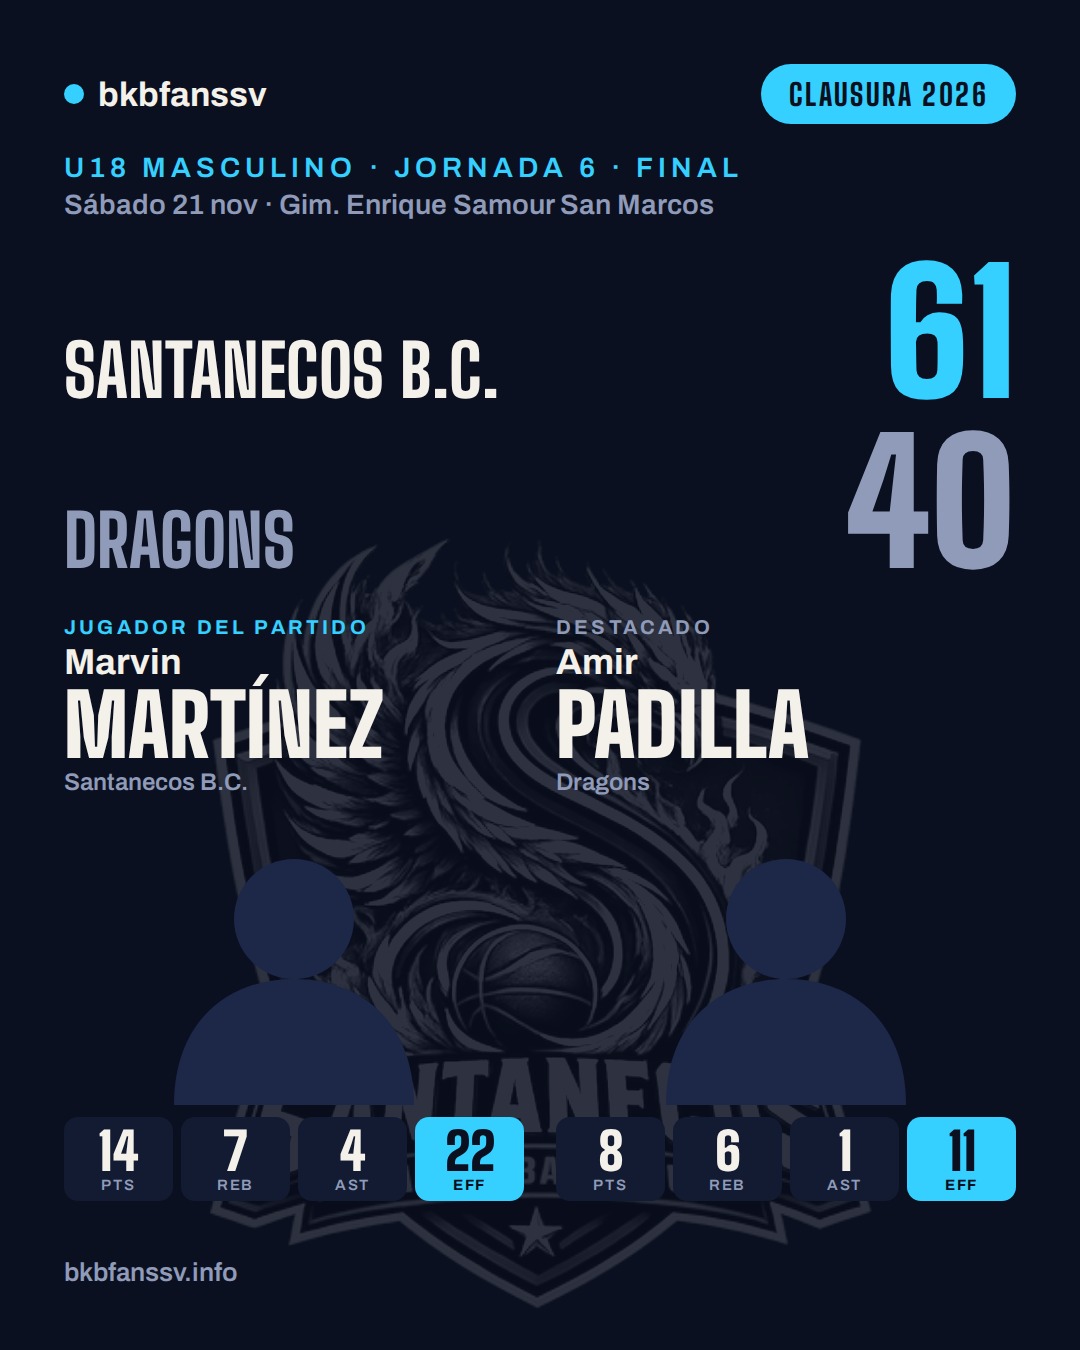 bkbfanssv
CLAUSURA 2026
U18 MASCULINO · JORNADA 6 · FINAL
Sábado 21 nov · Gim. Enrique Samour San Marcos
SANTANECOS B.C. 61
DRAGONS 40
JUGADOR DEL PARTIDO
Marvin
MARTÍNEZ
Santanecos B.C.
DESTACADO
Amir
PADILLA
Dragons
14 7 4 22
PTS REB AST EFF
8 6 1 11
PTS REB AST EFF
bkbfanssv.info